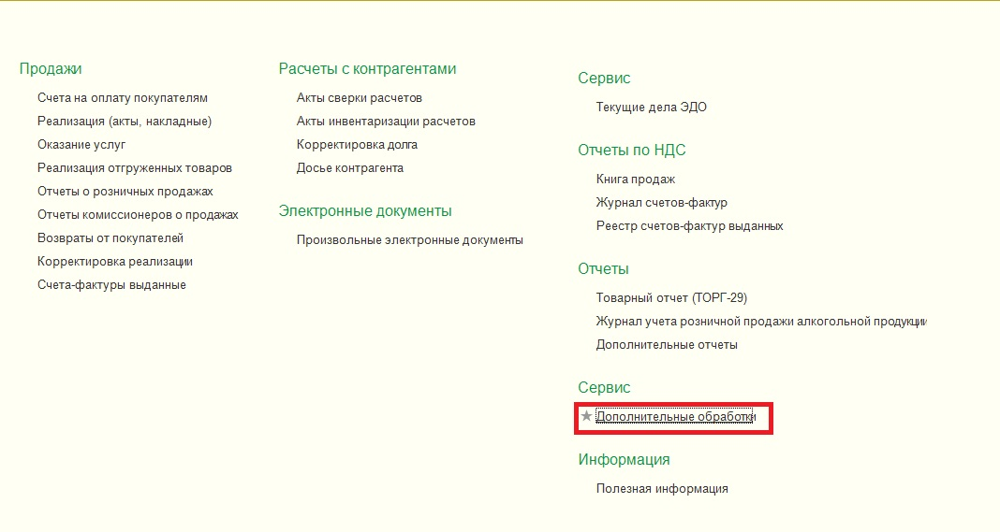 Продажи
Счета на оплату покупателям
Реализация (акты, накладные)
Оказание услуг
Реализация отгруженных товаров
Отчеты о розничных продажах
Отчеты комиссионеров о продажах
Возвраты от покупателей
Корректировка реализации
Счета-фактуры выданные
Расчеты с контрагентами
Акты сверки расчетов
Акты инвентаризации расчетов
Корректировка долга
Досье контрагента
Электронные документы
Произвольные электронные документы
Сервис
Текущие дела ЭДО
Отчеты по НДС
Книга продаж
Журнал счетов-фактур
Реестр счетов-фактур выданных
Отчеты
Товарный отчет (ТОРГ-29)
Журнал учета розничной продажи алкогольной продукции
Дополнительные отчеты
Сервис
Дополнительные обработки
Информация
Полезная информация